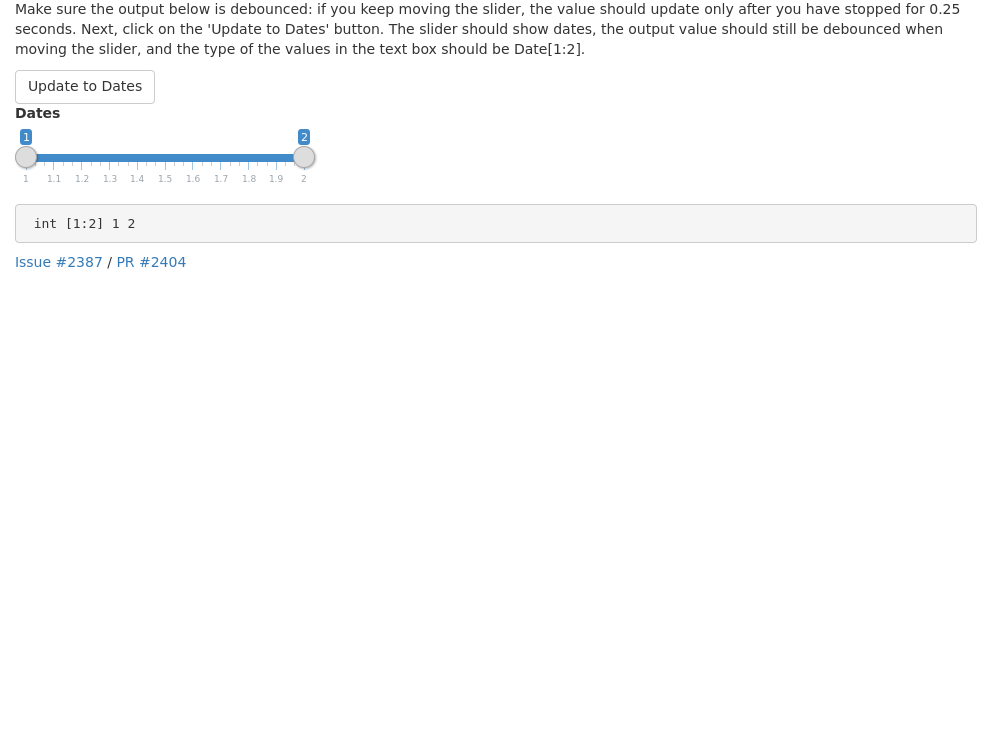 Make sure the output below is debounced: if you keep moving the slider, the value should update only after you have stopped for 0.25
seconds. Next, click on the 'Update to Dates' button. The slider should show dates, the output value should still be debounced when
moving the slider, and the type of the values in the text box should be Date[1:2].
Update to Dates
Dates
1 2
1 1.1 1.2 1.3 1.4 1.5 1.6 1.7 1.8 1.9 2
int [1:2] 1 2
Issue #2387 / PR #2404